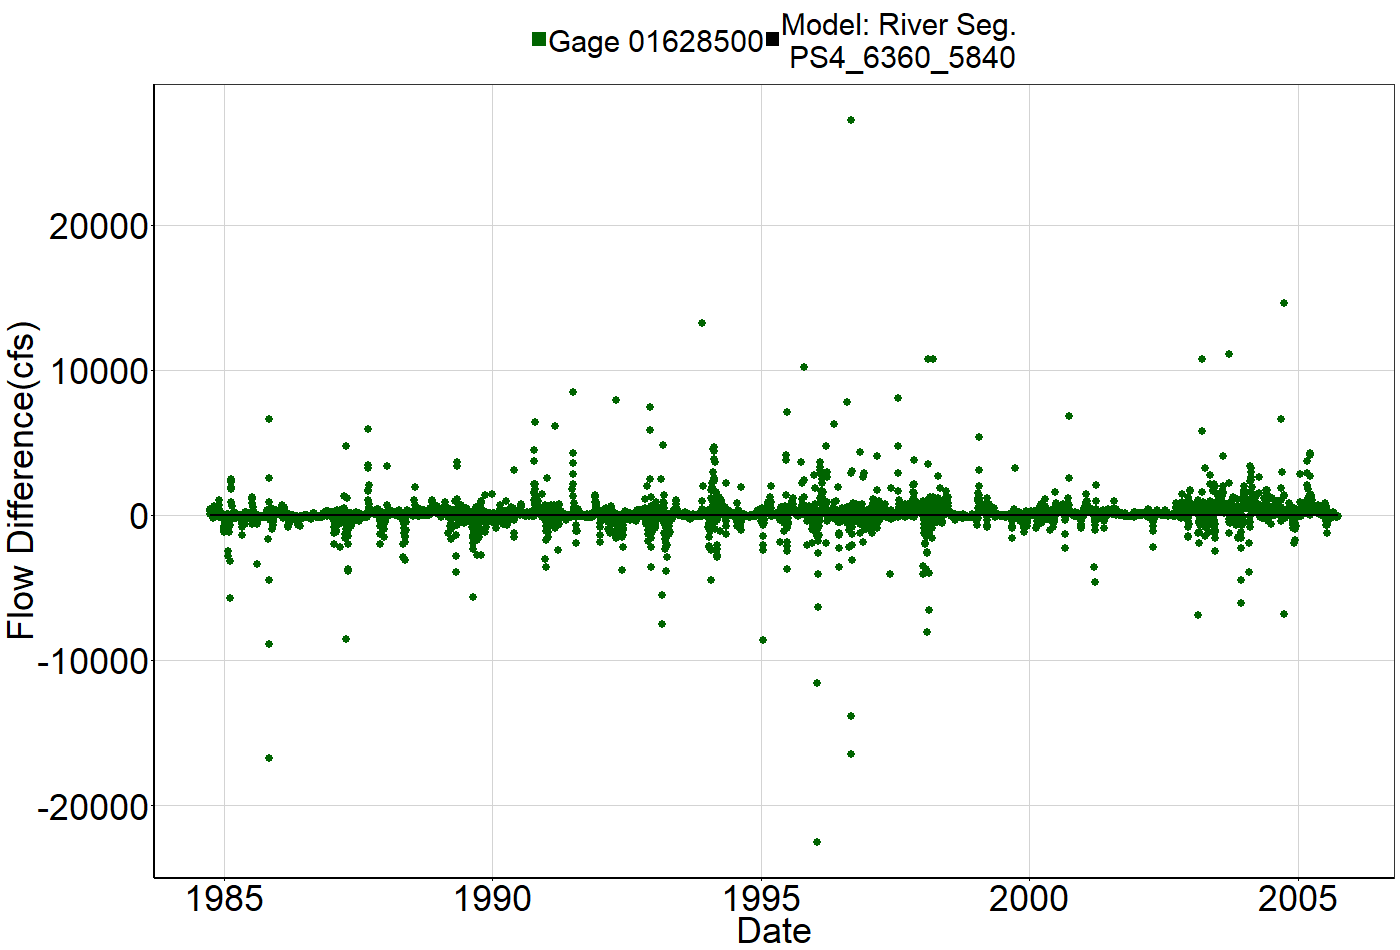 Gage 01628500
Model: River Seg.
PS4_6360_5840
Flow Difference(cfs)
20000
10000
0
-10000
-20000
1985 1990 1995 2000 2005
Date